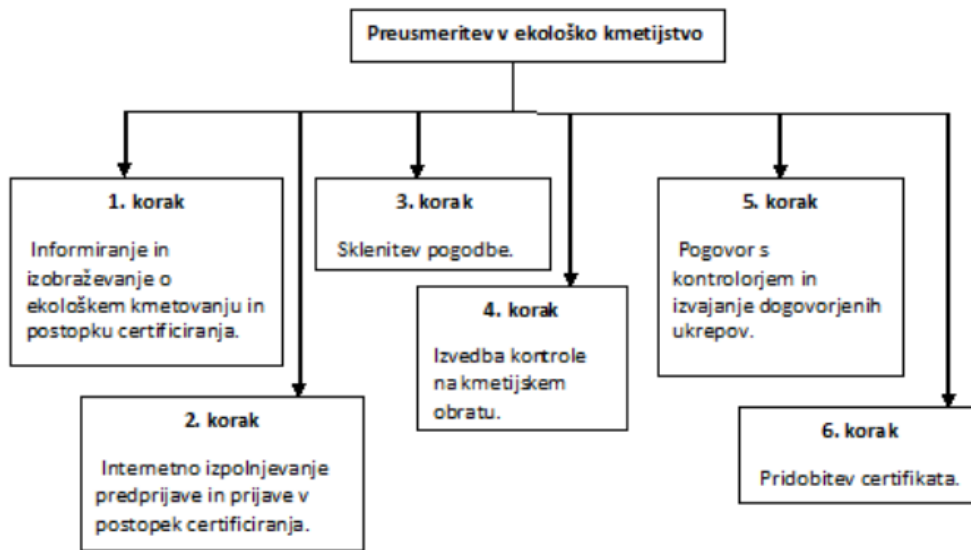 Preusmeritev v ekološko kmetijstvo
1. korak
Informiranje in
izobraževanje o
ekološkem kmetovanju in
postopku certificiranja.
2. korak
Internetno izpolnjevanje
predprijave in prijave v
postopek certificiranja.
3. korak
Sklenitev pogodbe.
4. korak
Izvedba kontrole
na kmetijskem
obratu.
5. korak
Pogovor s
kontrolorjem in
izvajanje dogovorjenih
ukrepov.
6. korak
Pridobitev certifikata.